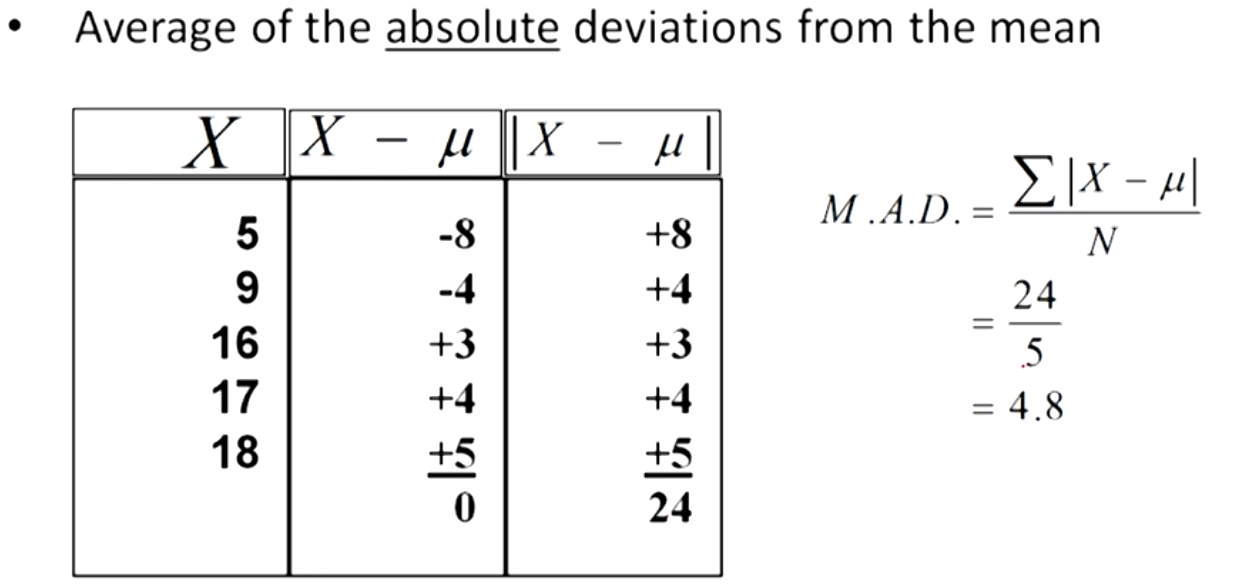 • Average of the absolute deviations from the mean
X X − μ |X − μ|
5 -8 +8
9 -4 +4
16 +3 +3
17 +4 +4
18 +5 +5
0 24
M.A.D. = ∑|X − μ| / N
= 24 / 5
= 4.8